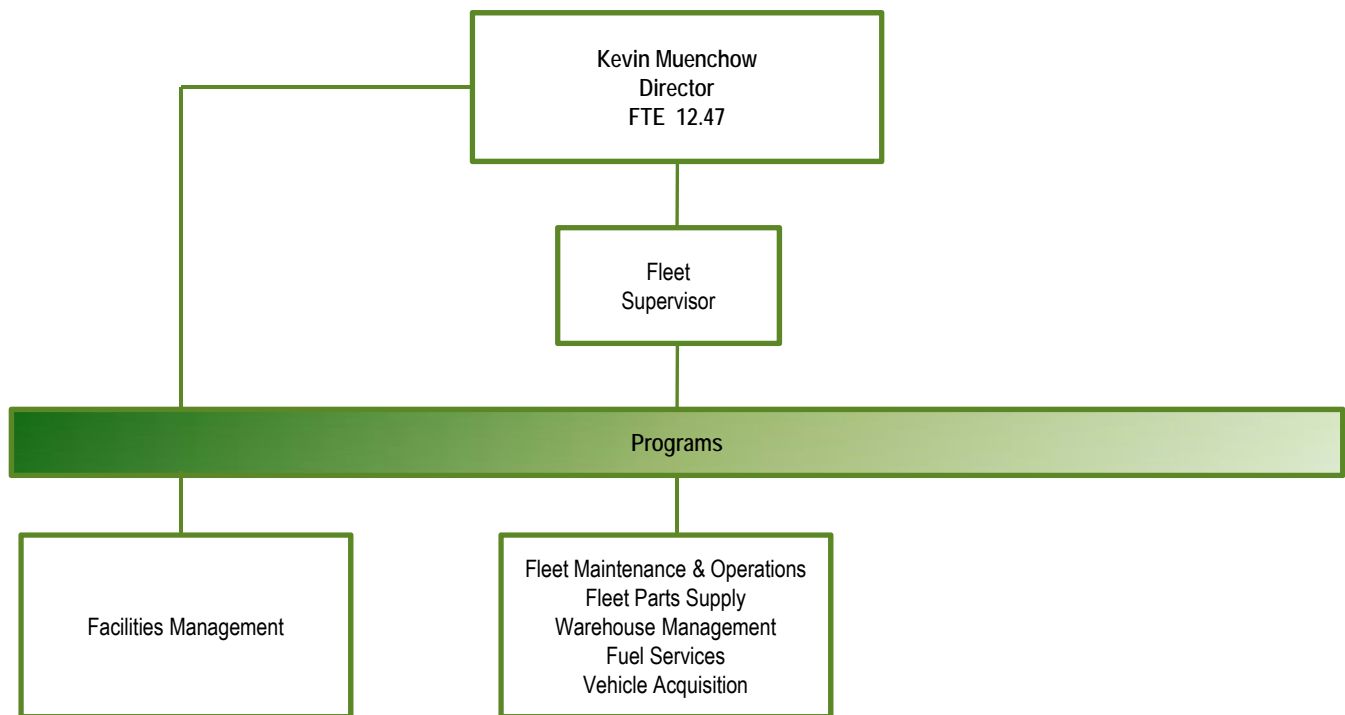 Kevin Muenchow
Director
FTE 12.47
Fleet
Supervisor
Programs
Facilities Management
Fleet Maintenance & Operations
Fleet Parts Supply
Warehouse Management
Fuel Services
Vehicle Acquisition